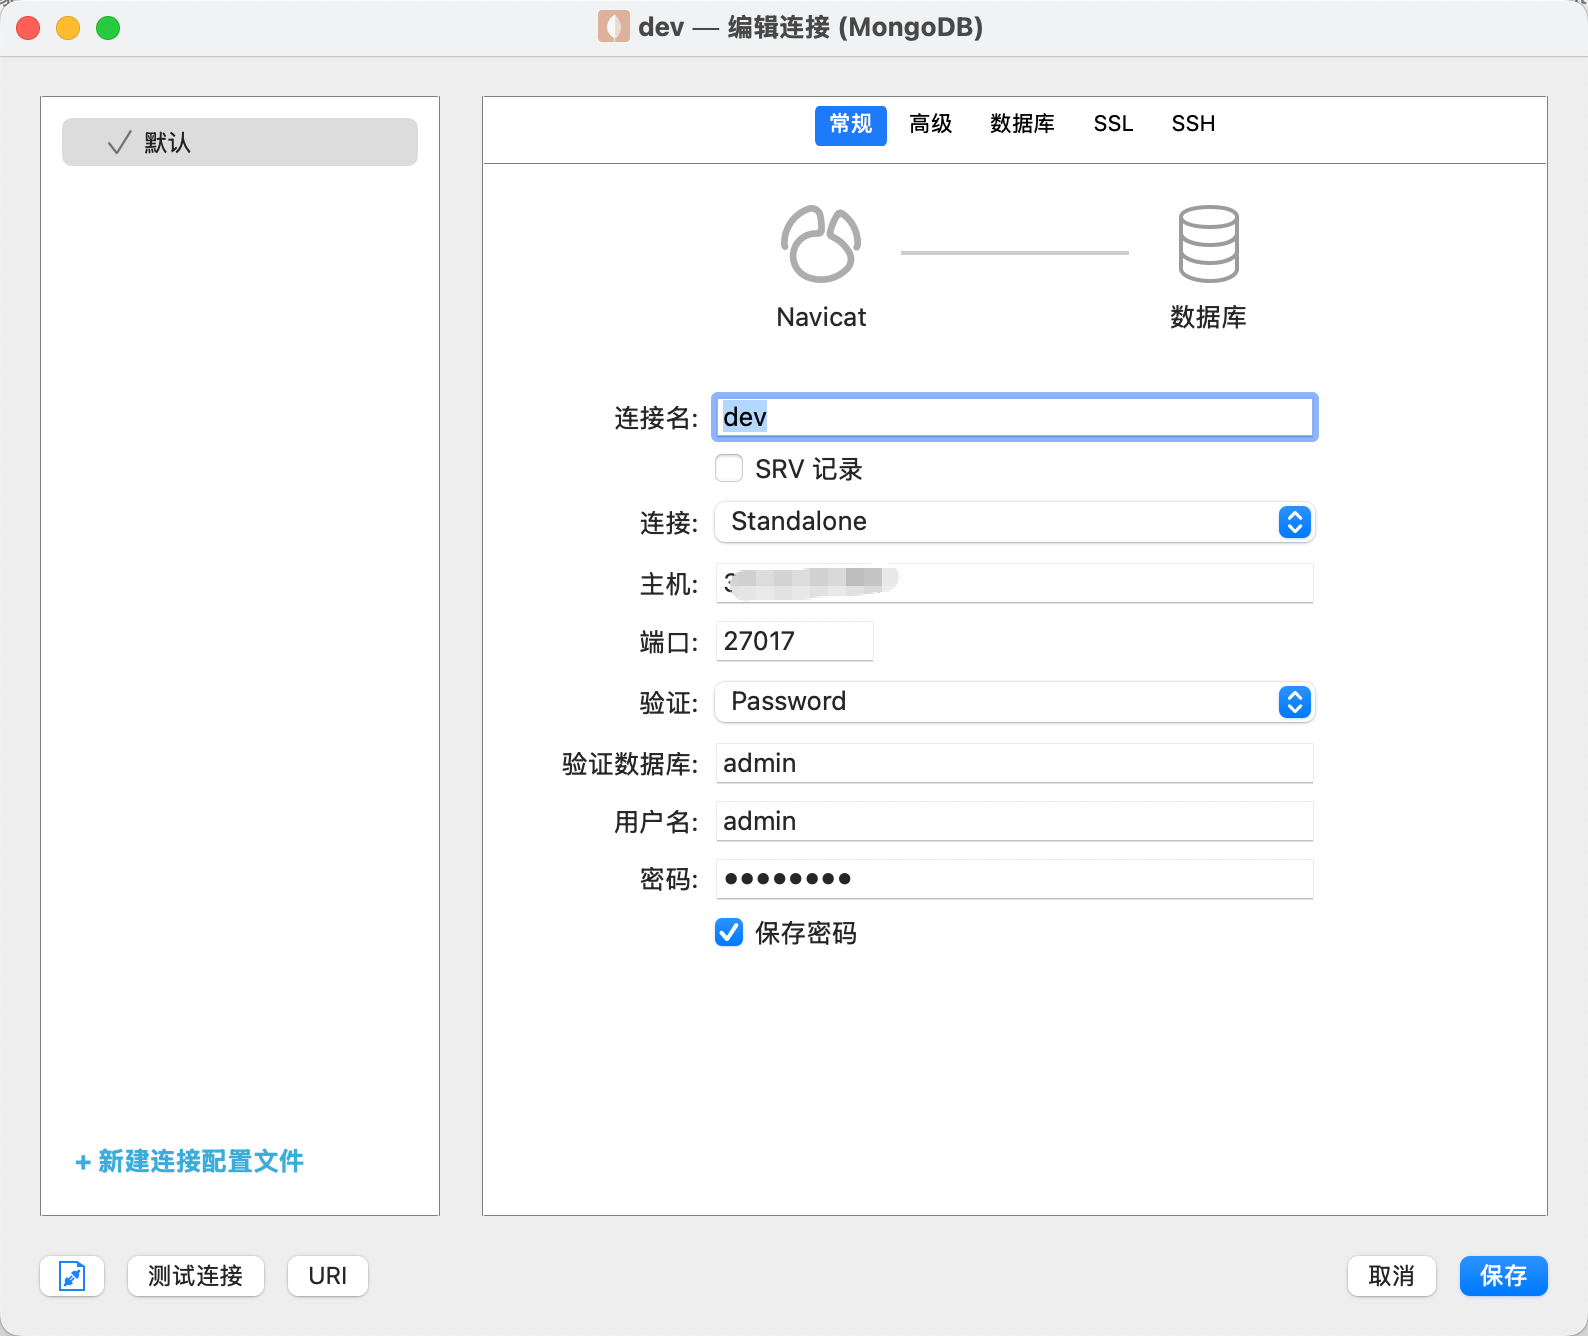 dev — 编辑连接 (MongoDB)
默认
+ 新建连接配置文件
常规 高级 数据库 SSL SSH
Navicat 数据库
连接名: dev
SRV 记录
连接: Standalone
主机:
端口: 27017
验证: Password
验证数据库: admin
用户名: admin
密码: ••••••••
保存密码
测试连接 URI 取消 保存